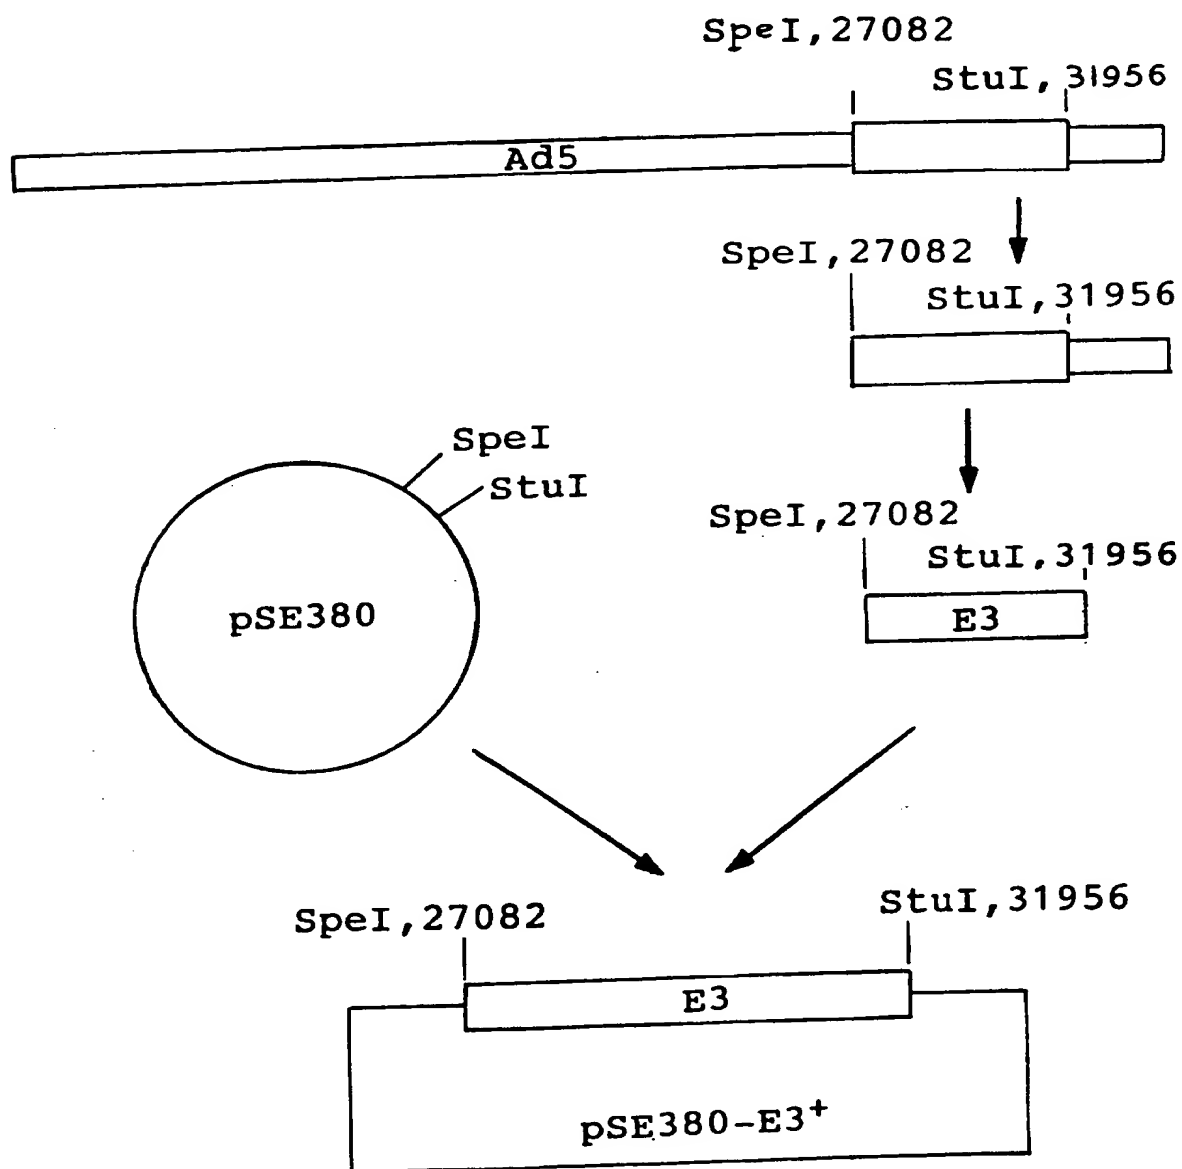 SpeI,27082
StuI,31956
Ad5
SpeI,27082
StuI,31956
SpeI
StuI
SpeI,27082
StuI,31956
pSE380
E3
SpeI,27082
StuI,31956
E3
pSE380-E3⁺